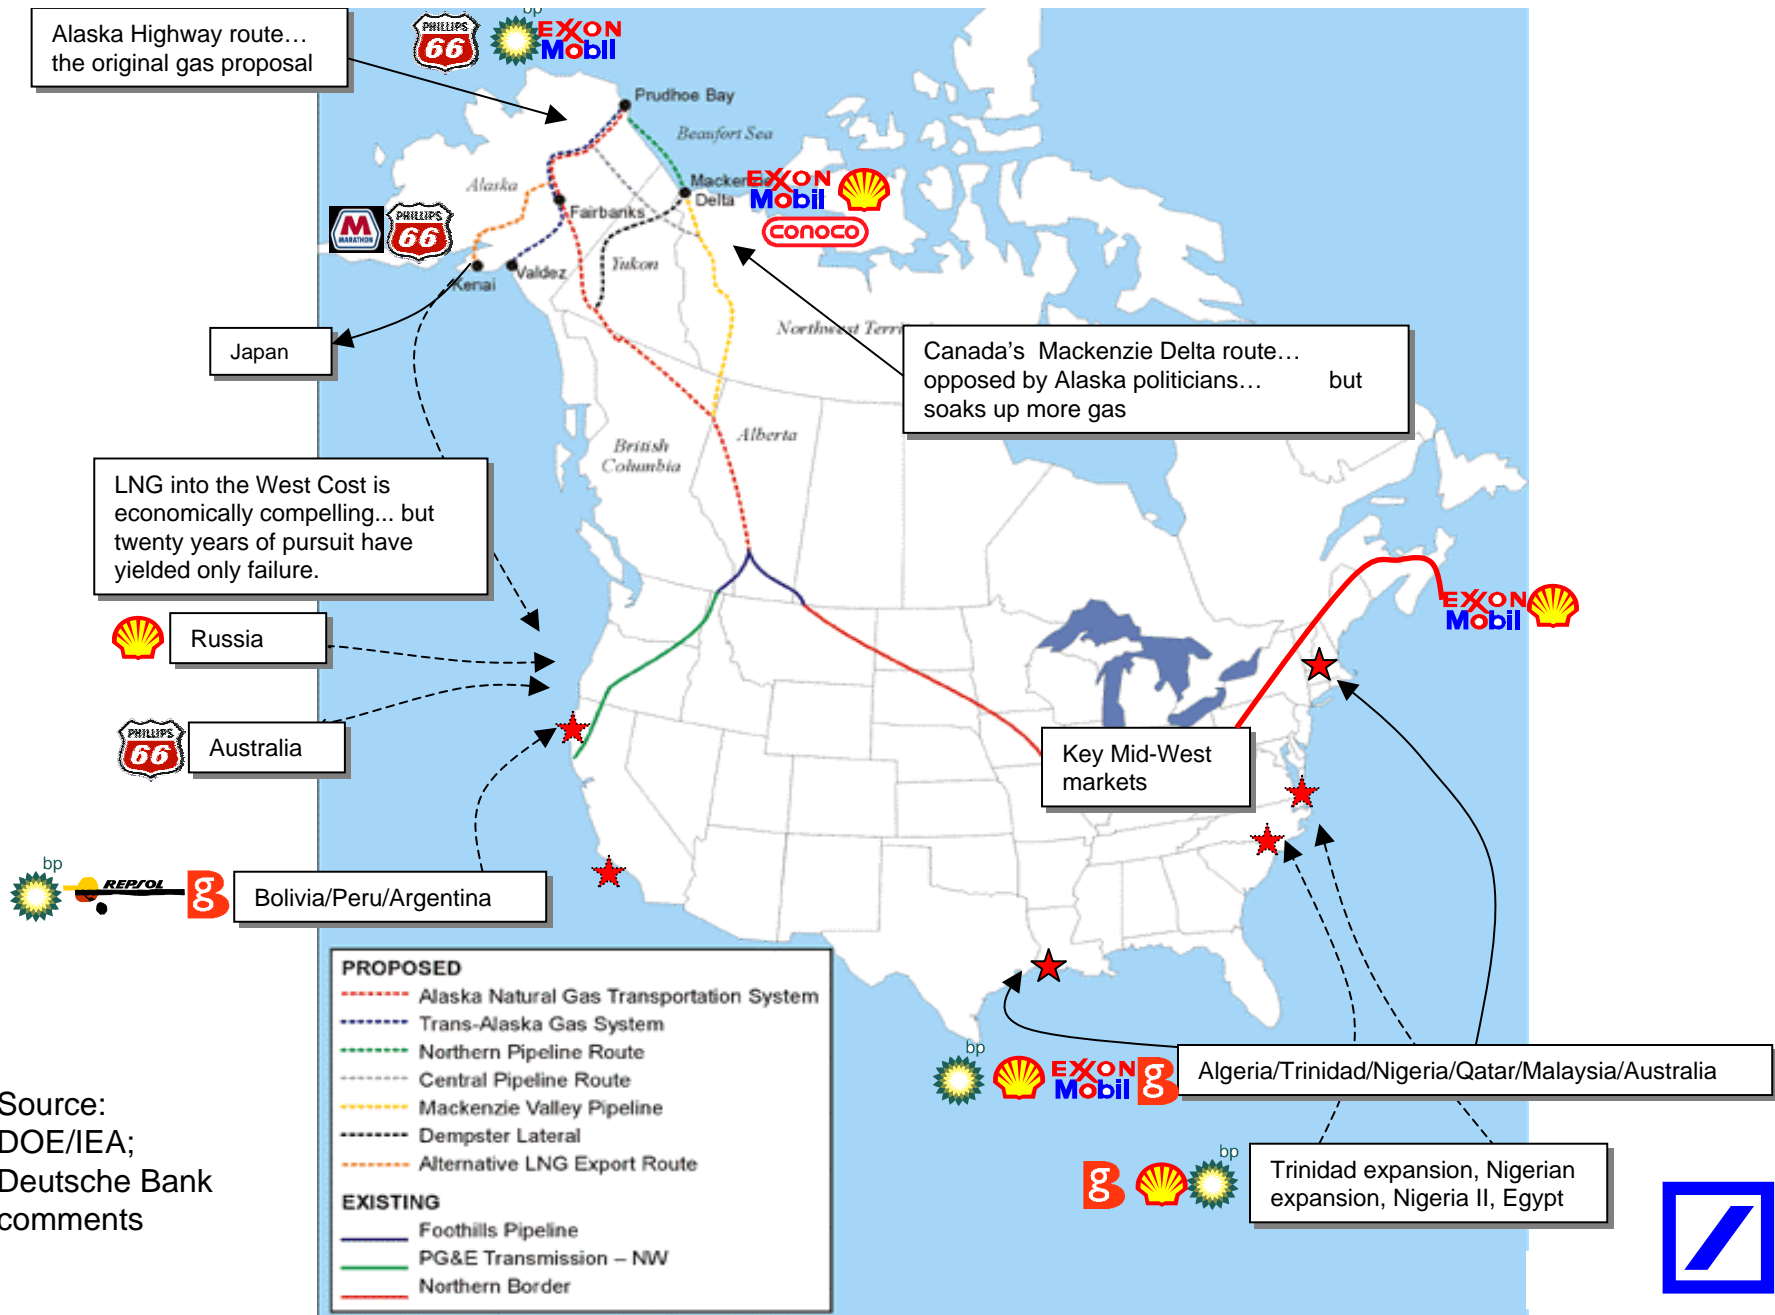 Alaska Highway route…
the original gas proposal
PHILLIPS
66
bp
EXXON
Mobil
Prudhoe Bay
Beaufort Sea
Alaska
Mackenzie
Delta
EXXON
Mobil
conoco
Fairbanks
M
MARATHON
PHILLIPS
66
Yukon
Valdez
Kenai
Northwest Terri
Japan
Canada's Mackenzie Delta route…
opposed by Alaska politicians… but
soaks up more gas
British
Columbia
Alberta
LNG into the West Cost is
economically compelling... but
twenty years of pursuit have
yielded only failure.
EXXON
Mobil
Russia
PHILLIPS
66
Australia
Key Mid-West
markets
bp
REPSOL
g
Bolivia/Peru/Argentina
PROPOSED
Alaska Natural Gas Transportation System
Trans-Alaska Gas System
Northern Pipeline Route
Central Pipeline Route
Mackenzie Valley Pipeline
Dempster Lateral
Alternative LNG Export Route
EXISTING
Foothills Pipeline
PG&E Transmission – NW
Northern Border
bp
EXXON
Mobil
g
Algeria/Trinidad/Nigeria/Qatar/Malaysia/Australia
g
bp
Trinidad expansion, Nigerian
expansion, Nigeria II, Egypt
Source:
DOE/IEA;
Deutsche Bank
comments